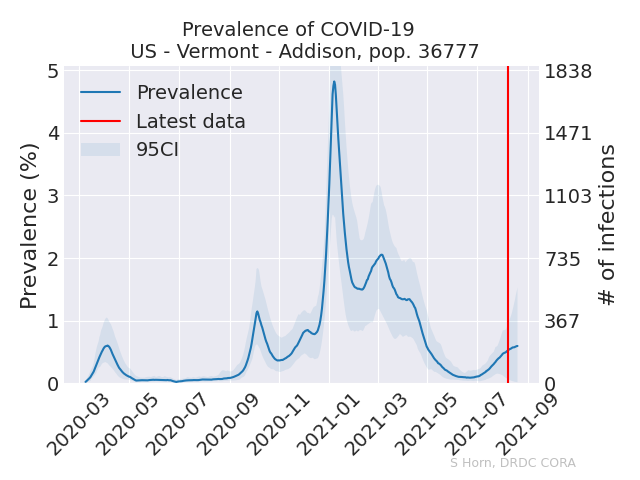 Prevalence of COVID-19
US - Vermont - Addison, pop. 36777
Prevalence (%)
5
4
3
2
1
0
Prevalence
Latest data
95CI
1838
1471
1103
735
367
0
# of infections
2020-03
2020-05
2020-07
2020-09
2020-11
2021-01
2021-03
2021-05
2021-07
2021-09
S Horn, DRDC CORA